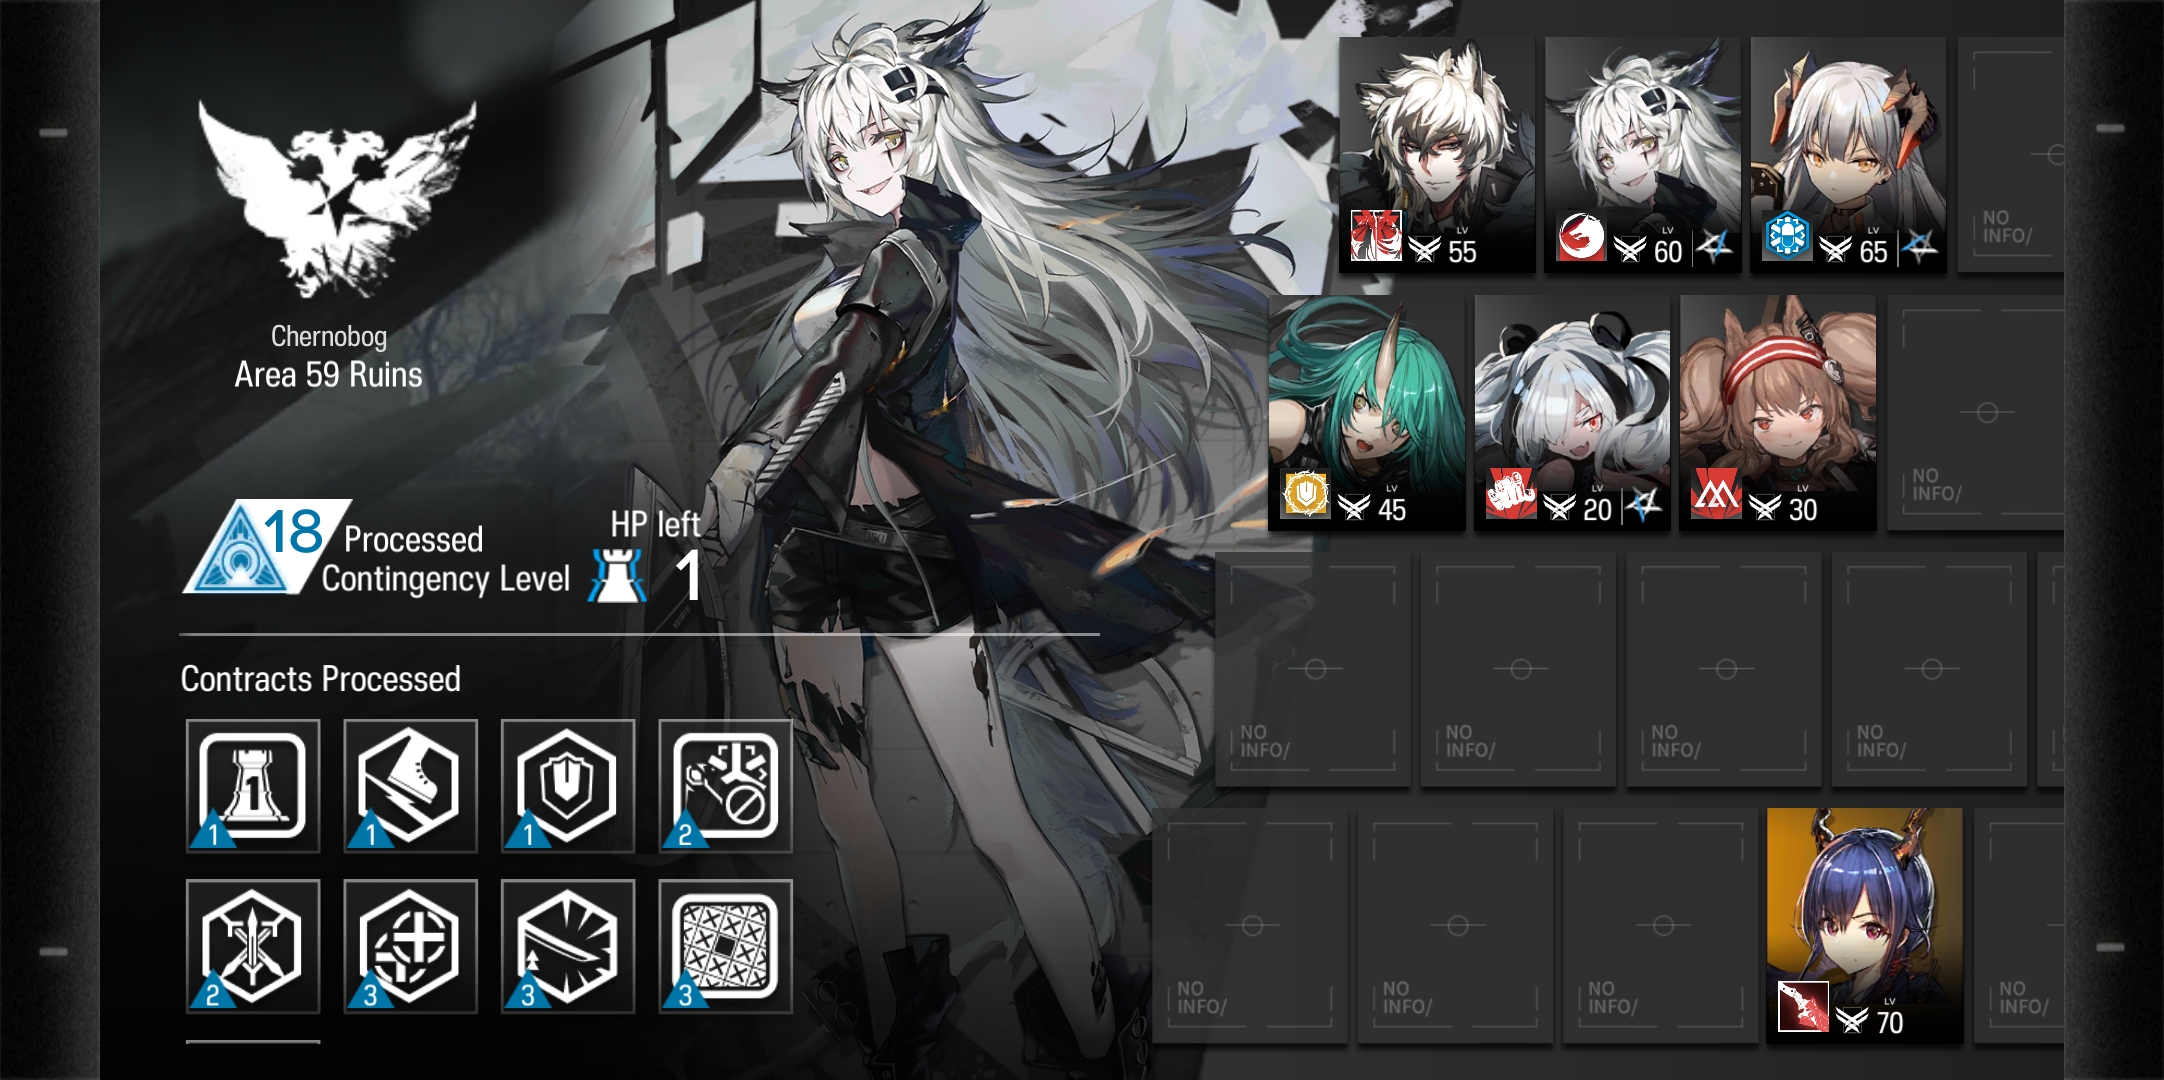 Chernobog
Area 59 Ruins
18
Processed
Contingency Level
HP left
1
Contracts Processed
1
1
1
1
2
2
3
3
3
LV
55
LV
60
LV
65
NO
INFO/
LV
45
LV
20
LV
30
NO
INFO/
NO
INFO/
NO
INFO/
NO
INFO/
NO
INFO/
NO
INFO/
NO
INFO/
NO
INFO/
LV
70
NO
INFO/